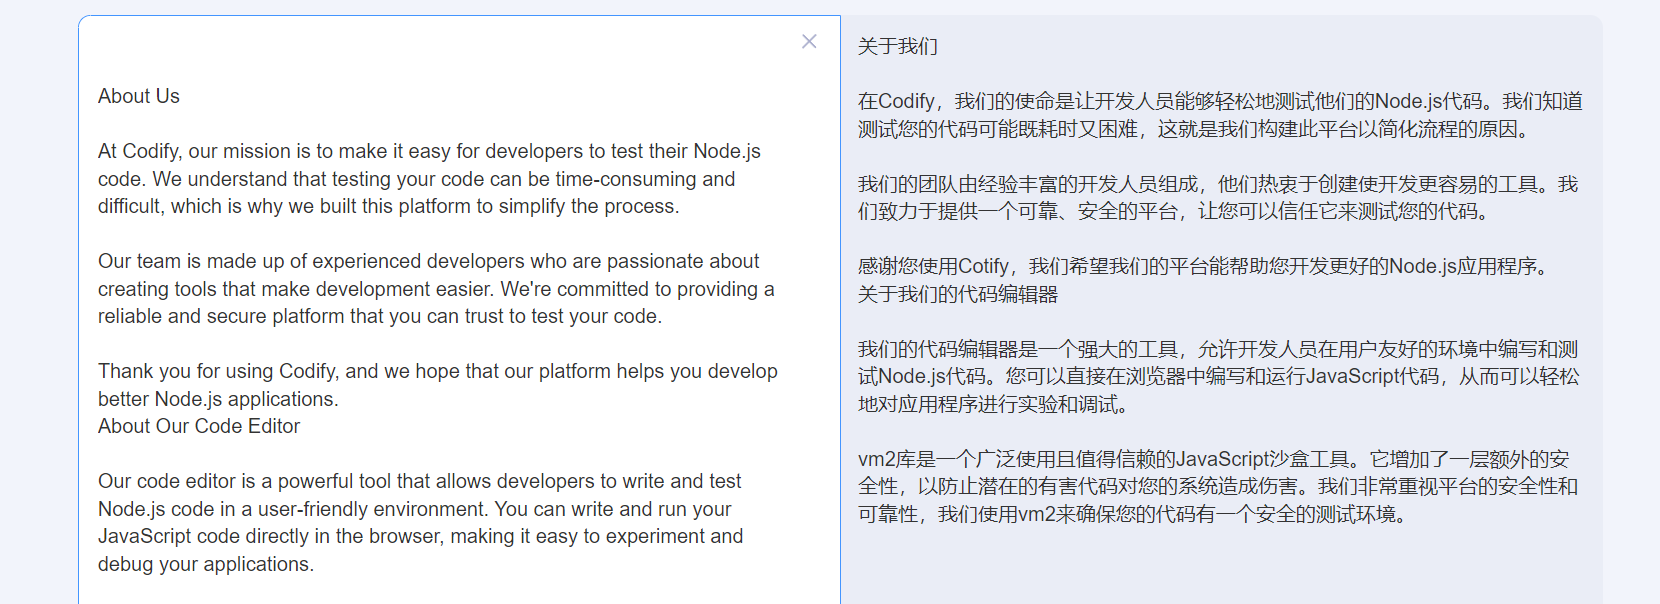 About Us
At Codify, our mission is to make it easy for developers to test their Node.js
code. We understand that testing your code can be time-consuming and
difficult, which is why we built this platform to simplify the process.
Our team is made up of experienced developers who are passionate about
creating tools that make development easier. We're committed to providing a
reliable and secure platform that you can trust to test your code.
Thank you for using Codify, and we hope that our platform helps you develop
better Node.js applications.
About Our Code Editor
Our code editor is a powerful tool that allows developers to write and test
Node.js code in a user-friendly environment. You can write and run your
JavaScript code directly in the browser, making it easy to experiment and
debug your applications.
关于我们
在Codify，我们的使命是让开发人员能够轻松地测试他们的Node.js代码。我们知道
测试您的代码可能既耗时又困难，这就是我们构建此平台以简化流程的原因。
我们的团队由经验丰富的开发人员组成，他们热衷于创建使开发更容易的工具。我
们致力于提供一个可靠、安全的平台，让您可以信任它来测试您的代码。
感谢您使用Cotify，我们希望我们的平台能帮助您开发更好的Node.js应用程序。
关于我们的代码编辑器
我们的代码编辑器是一个强大的工具，允许开发人员在用户友好的环境中编写和测
试Node.js代码。您可以直接在浏览器中编写和运行JavaScript代码，从而可以轻松
地对应用程序进行实验和调试。
vm2库是一个广泛使用且值得信赖的JavaScript沙盒工具。它增加了一层额外的安
全性，以防止潜在的有害代码对您的系统造成伤害。我们非常重视平台的安全性和
可靠性，我们使用vm2来确保您的代码有一个安全的测试环境。